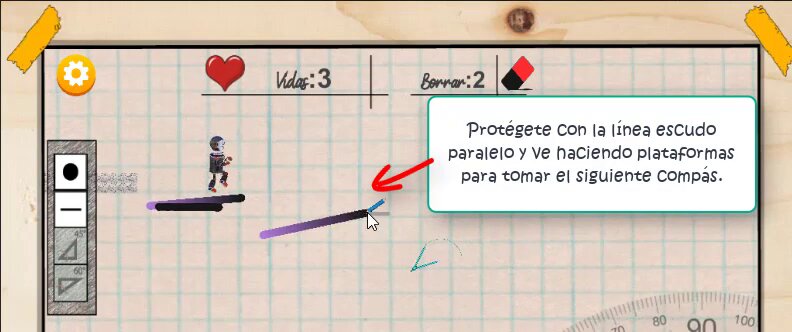 Vidas:3
Borrar:2
Protégete con la línea escudo
paralelo y ve haciendo plataformas
para tomar el siguiente compás.
45°
60°
80
90
100